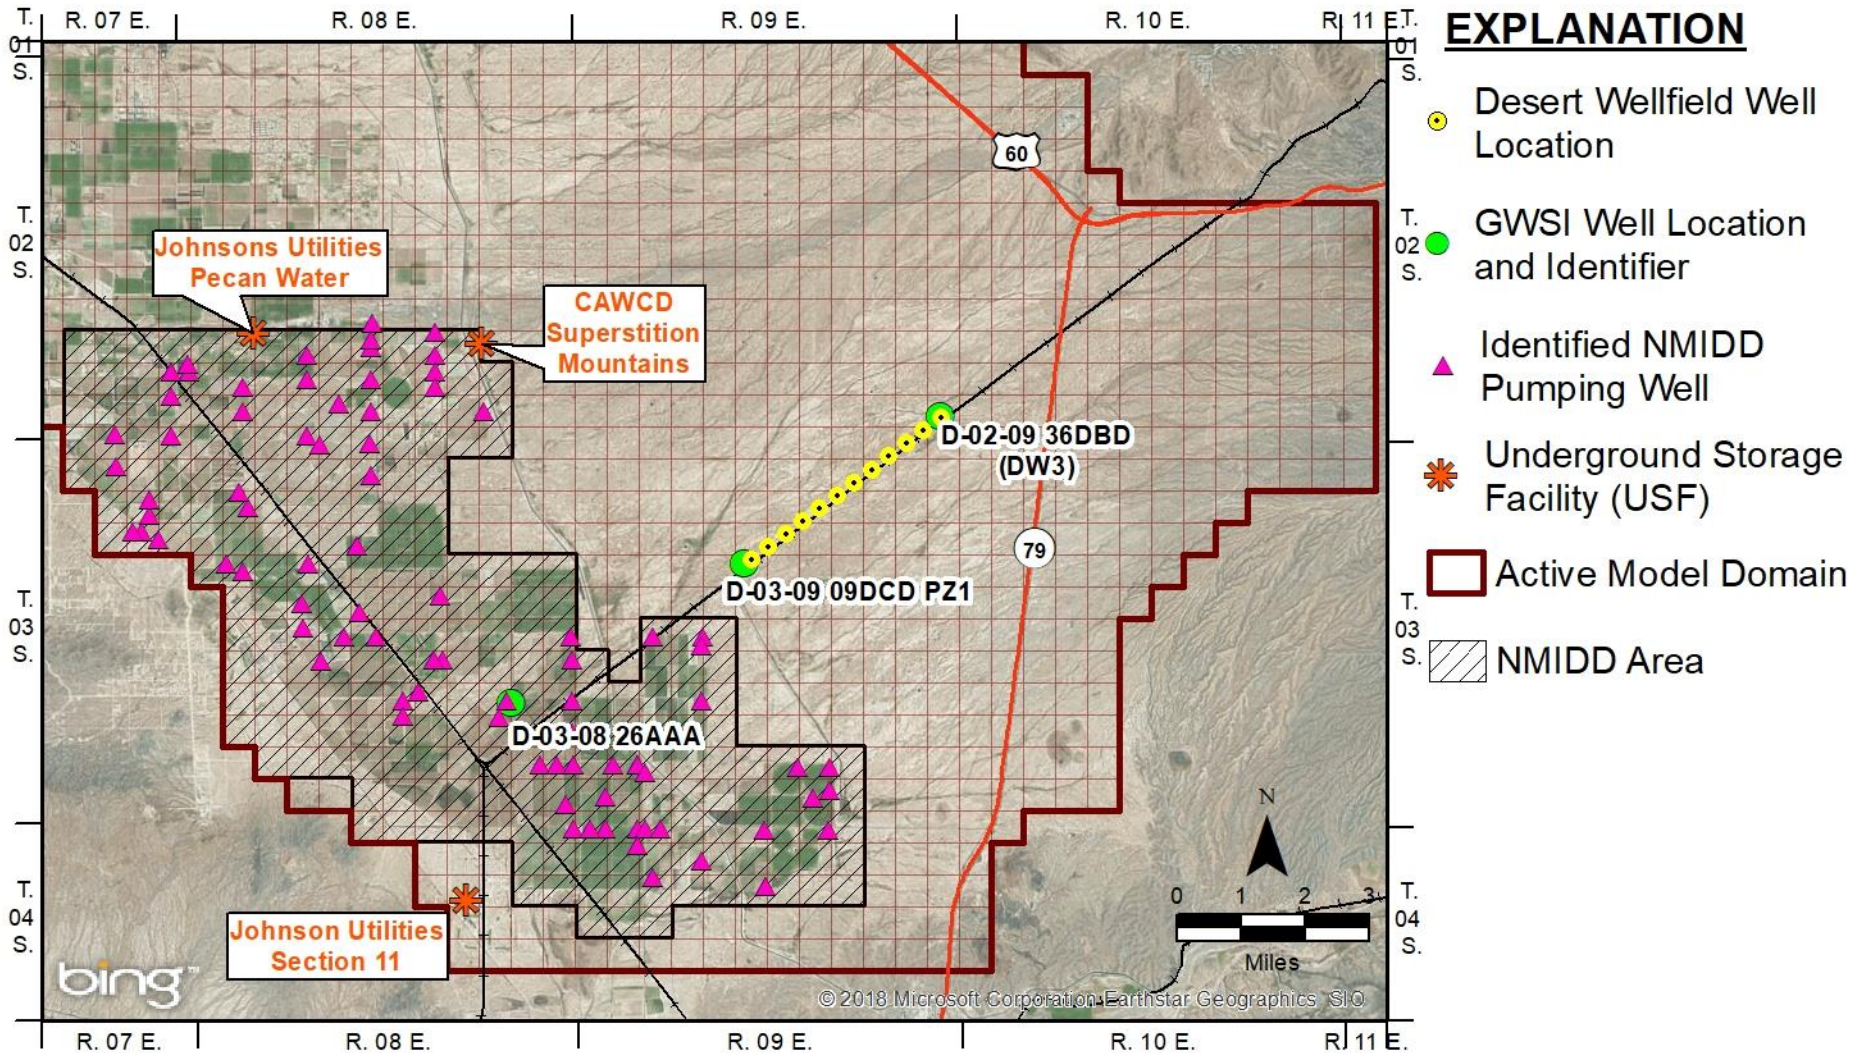 T. R. 07 E. R. 08 E. R. 09 E. R. 10 E. R. 11 E. T.
01 01
S. S.
EXPLANATION
Desert Wellfield Well
Location
T.
02
S.
T.
02
S.
GWSI Well Location
and Identifier
Johnsons Utilities
Pecan Water
60
CAWCD
Superstition
Mountains
Identified NMIDD
Pumping Well
D-02-09 36DBD
(DW3)
Underground Storage
Facility (USF)
79
Active Model Domain
D-03-09 09DCD PZ1
T.
03
S.
T.
03
S.
NMIDD Area
D-03-08 26AAA
N
0 1 2 3
Miles
T.
04
S.
T.
04
S.
Johnson Utilities
Section 11
bing™
© 2018 Microsoft Corporation Earthstar Geographics SIO
R. 07 E. R. 08 E. R. 09 E. R. 10 E. R. 11 E.